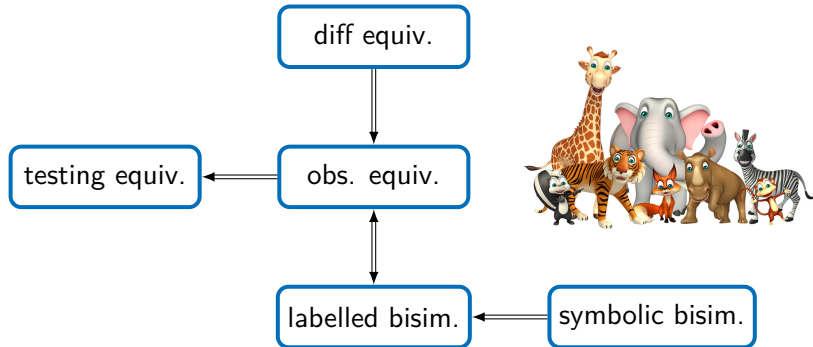 diff equiv.
testing equiv.
obs. equiv.
labelled bisim.
symbolic bisim.